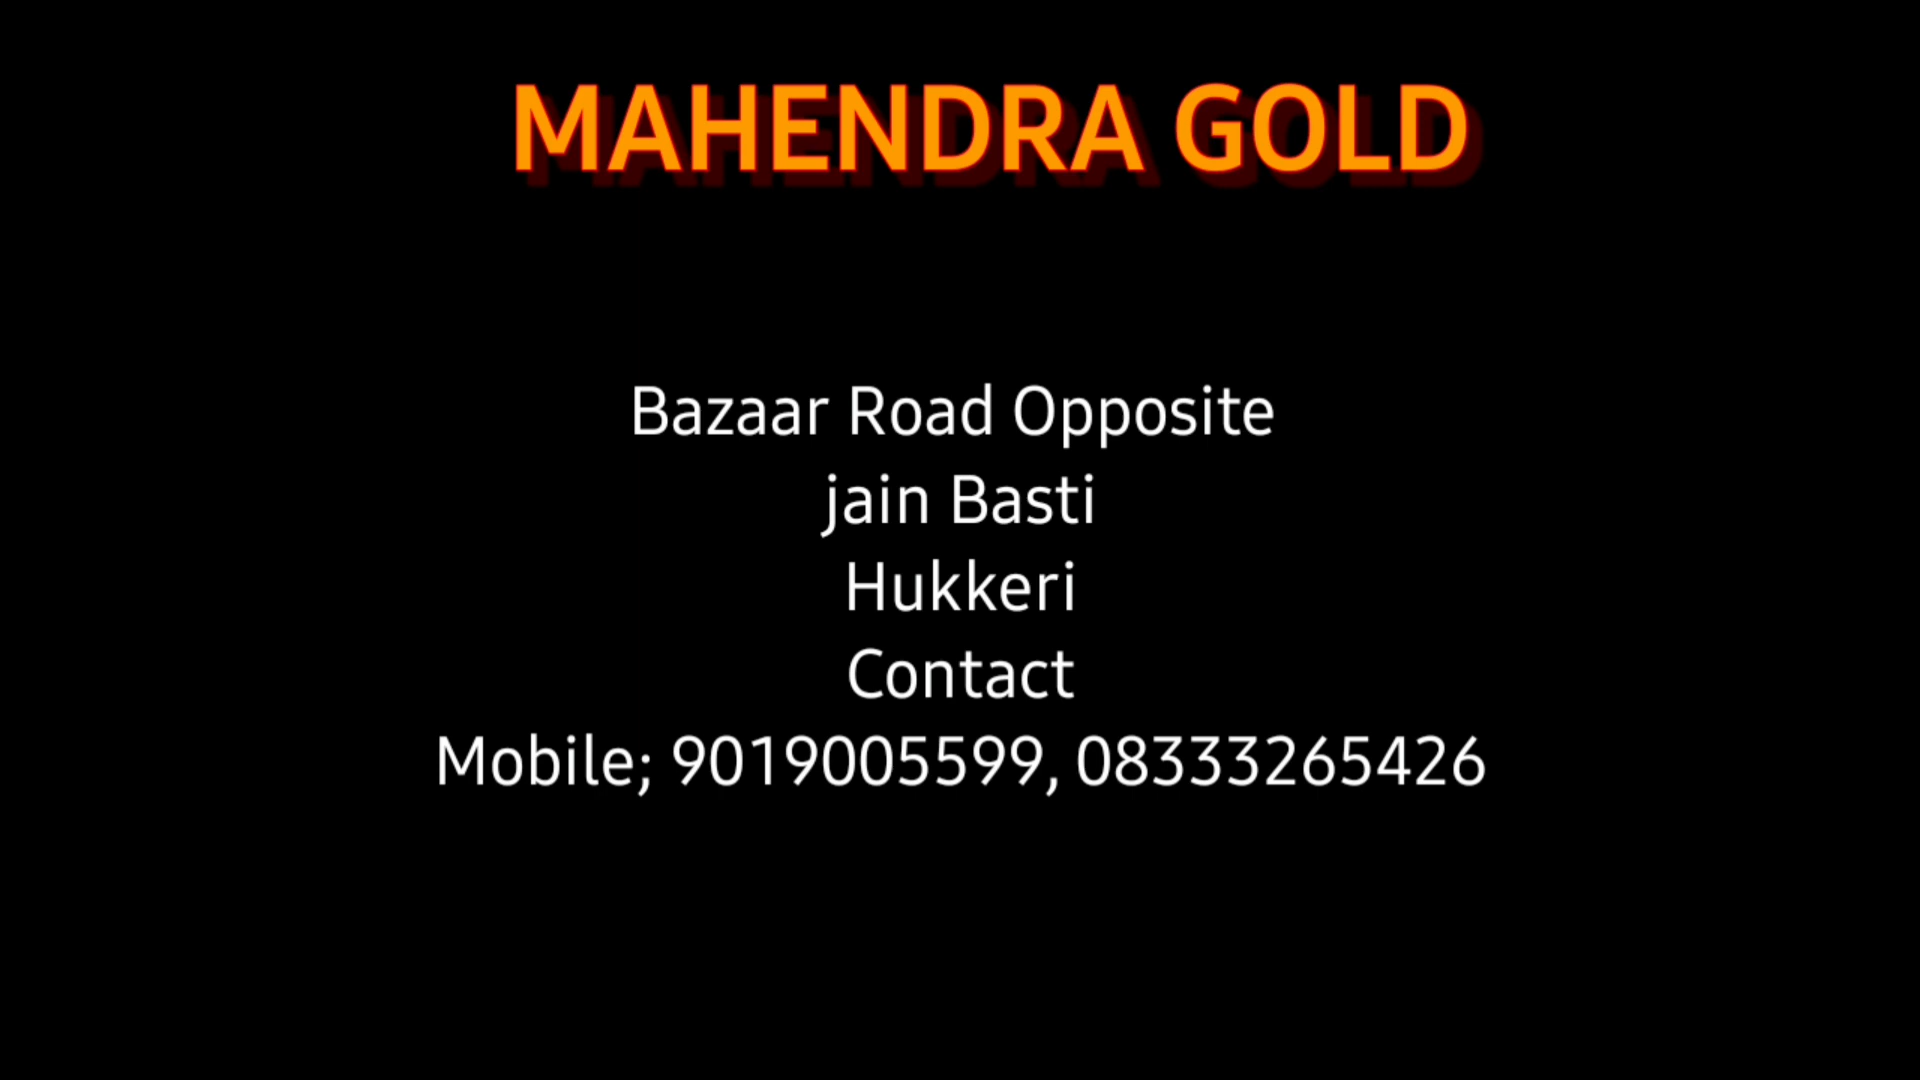 MAHENDRA GOLD
Bazaar Road Opposite
jain Basti
Hukkeri
Contact
Mobile; 9019005599, 08333265426